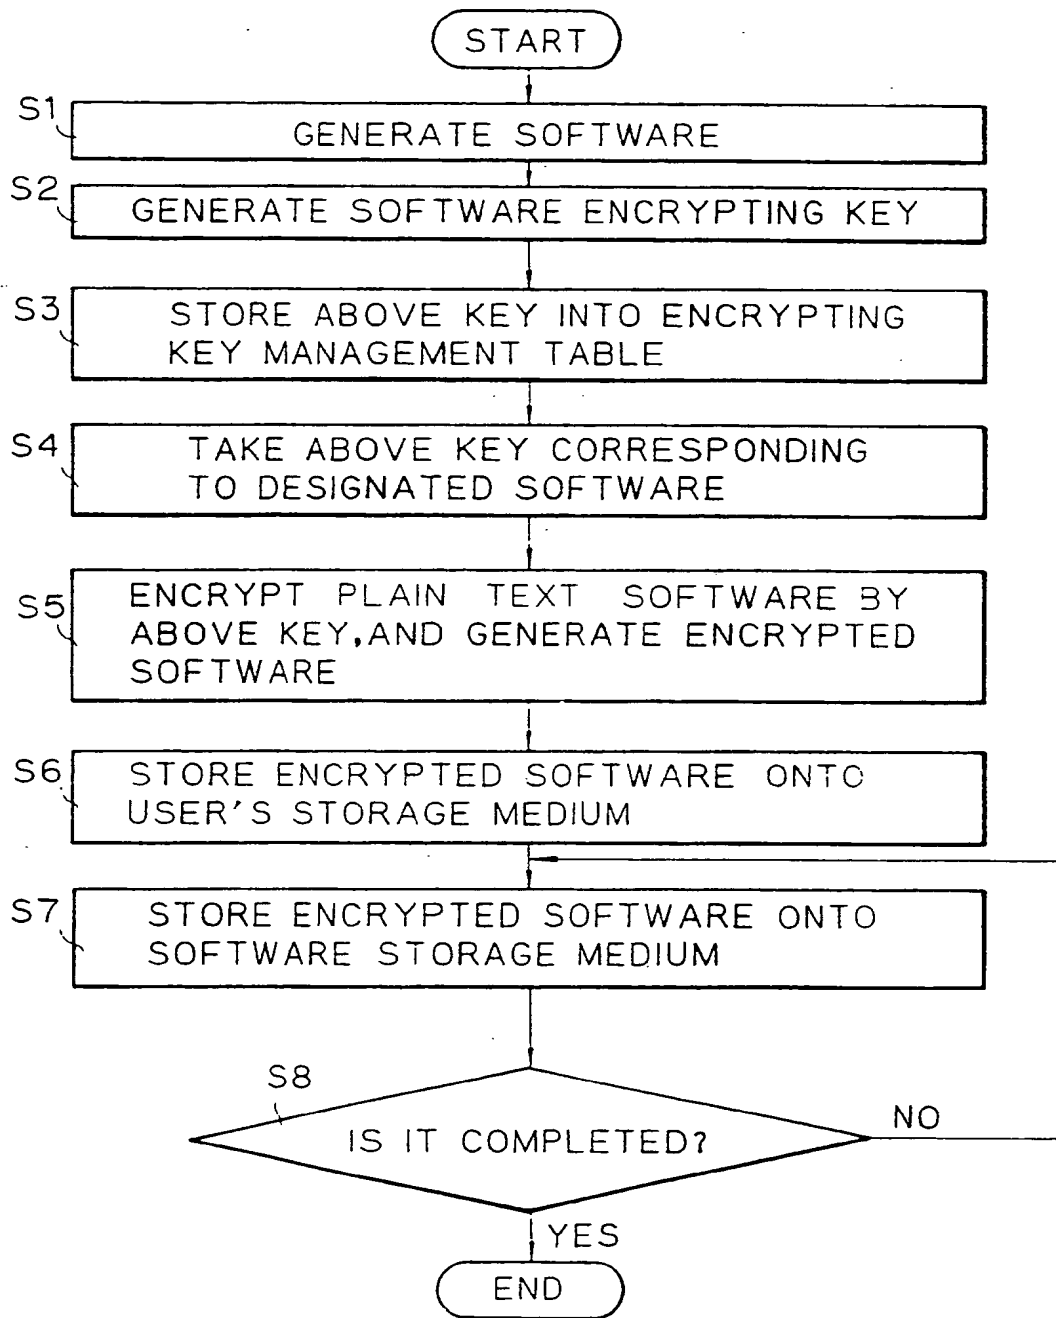 START
S1
GENERATE SOFTWARE
S2
GENERATE SOFTWARE ENCRYPTING KEY
S3
STORE ABOVE KEY INTO ENCRYPTING
KEY MANAGEMENT TABLE
S4
TAKE ABOVE KEY CORRESPONDING
TO DESIGNATED SOFTWARE
S5
ENCRYPT PLAIN TEXT SOFTWARE BY
ABOVE KEY, AND GENERATE ENCRYPTED
SOFTWARE
S6
STORE ENCRYPTED SOFTWARE ONTO
USER'S STORAGE MEDIUM
S7
STORE ENCRYPTED SOFTWARE ONTO
SOFTWARE STORAGE MEDIUM
S8
IS IT COMPLETED?
NO
YES
END